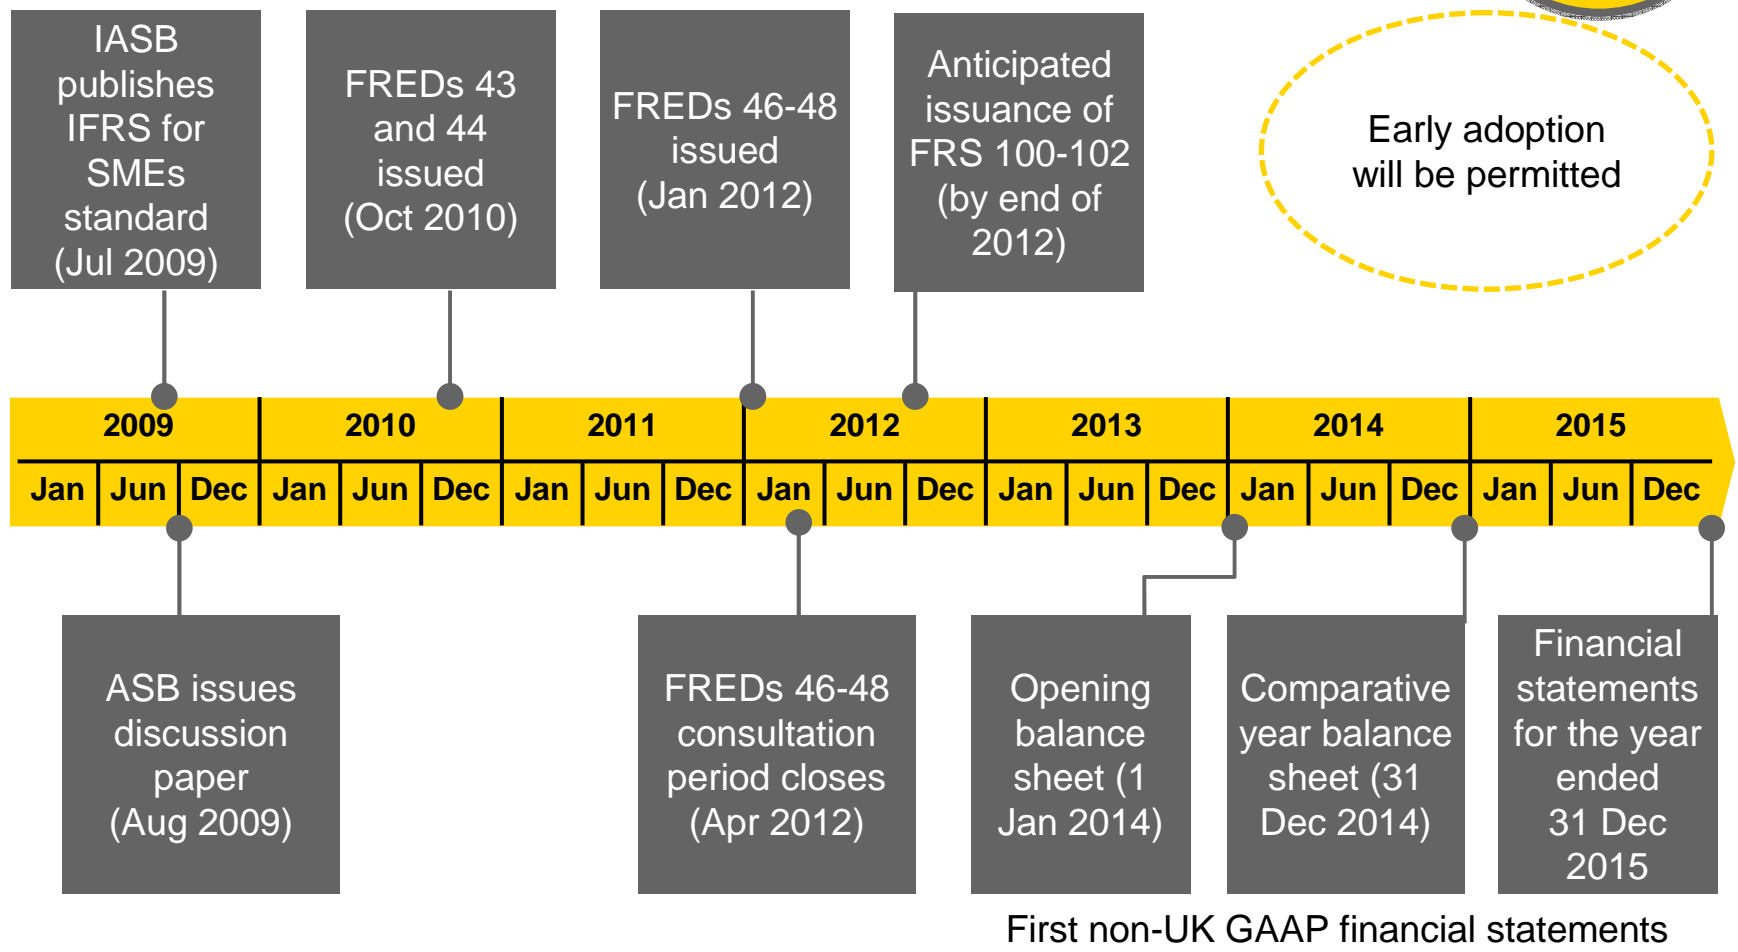 IASB
publishes
IFRS for
SMEs
standard
(Jul 2009)
FREDs 43
and 44
issued
(Oct 2010)
FREDs 46-48
issued
(Jan 2012)
Anticipated
issuance of
FRS 100-102
(by end of
2012)
Early adoption
will be permitted
2009 2010 2011 2012 2013 2014 2015
Jan Jun Dec Jan Jun Dec Jan Jun Dec Jan Jun Dec Jan Jun Dec Jan Jun Dec Jan Jun Dec
ASB issues
discussion
paper
(Aug 2009)
FREDs 46-48
consultation
period closes
(Apr 2012)
Opening
balance
sheet (1
Jan 2014)
Comparative
year balance
sheet (31
Dec 2014)
Financial
statements
for the year
ended
31 Dec
2015
First non-UK GAAP financial statements